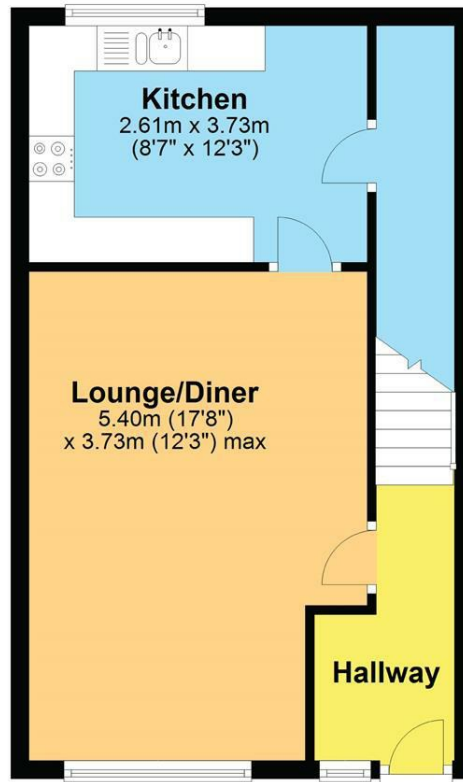 Kitchen
2.61m x 3.73m
(8'7" x 12'3")
Lounge/Diner
5.40m (17'8")
x 3.73m (12'3") max
Hallway